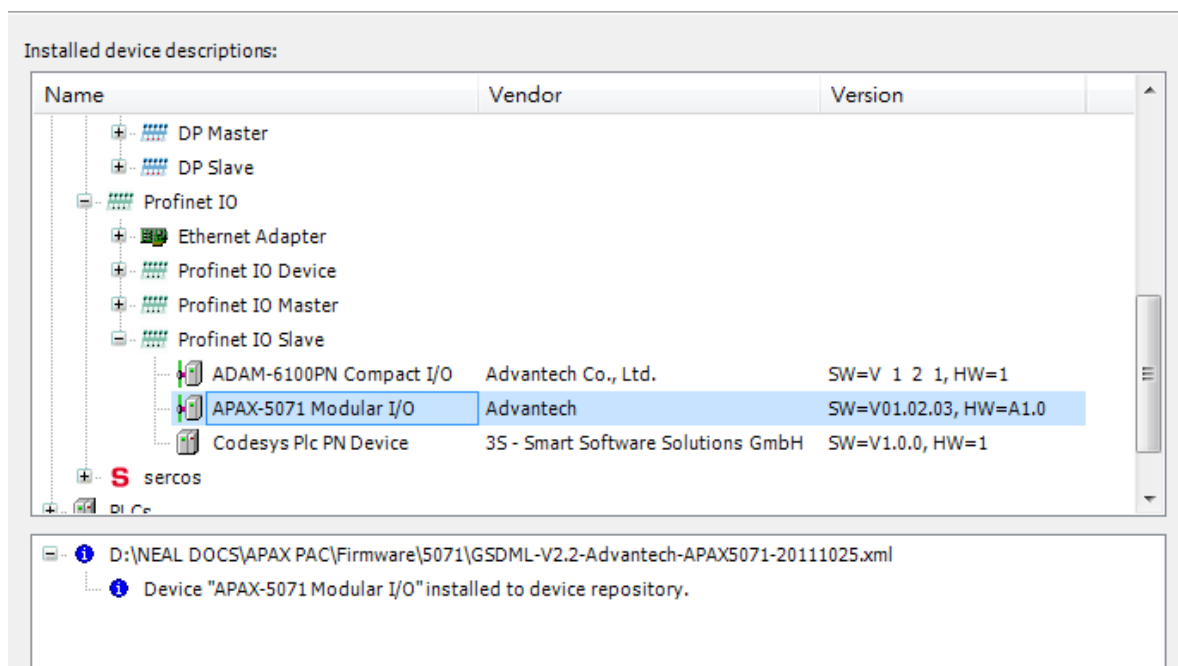 Installed device descriptions:
Name Vendor Version
DP Master
DP Slave
Profinet IO
Ethernet Adapter
Profinet IO Device
Profinet IO Master
Profinet IO Slave
ADAM-6100PN Compact I/O Advantech Co., Ltd. SW=V 1 2 1, HW=1
APAX-5071 Modular I/O Advantech SW=V01.02.03, HW=A1.0
Codesys Plc PN Device 3S - Smart Software Solutions GmbH SW=V1.0.0, HW=1
S sercos
PLCs
D:\NEAL DOCS\APAX PAC\Firmware\5071\GSDML-V2.2-Advantech-APAX5071-20111025.xml
Device "APAX-5071 Modular I/O" installed to device repository.